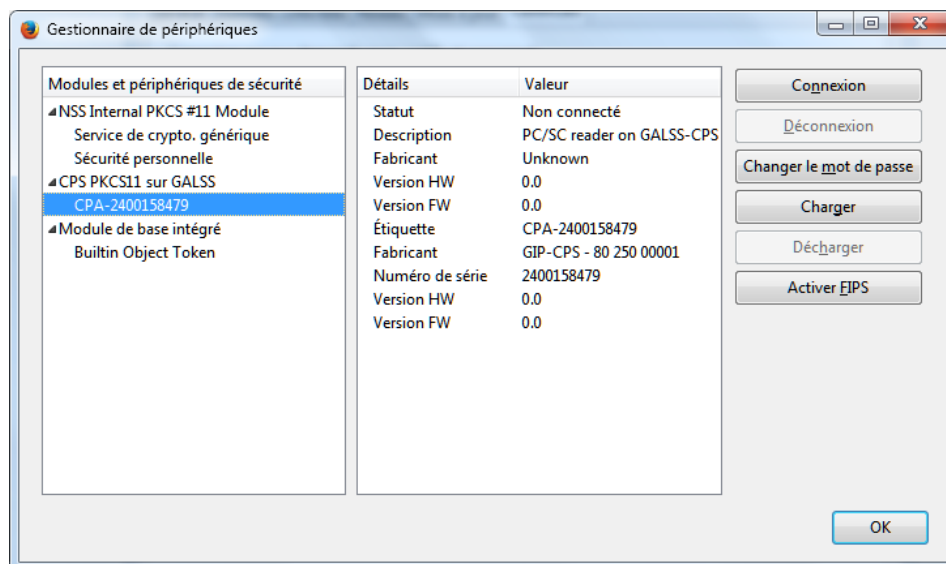 Gestionnaire de périphériques
Modules et périphériques de sécurité
NSS Internal PKCS #11 Module
Service de crypto. générique
Sécurité personnelle
CPS PKCS11 sur GALSS
CPA-2400158479
Module de base intégré
Builtin Object Token
Détails Valeur
Statut Non connecté
Description PC/SC reader on GALSS-CPS
Fabricant Unknown
Version HW 0.0
Version FW 0.0
Étiquette CPA-2400158479
Fabricant GIP-CPS - 80 250 00001
Numéro de série 2400158479
Version HW 0.0
Version FW 0.0
Connexion
Déconnexion
Changer le mot de passe
Charger
Décharger
Activer FIPS
OK